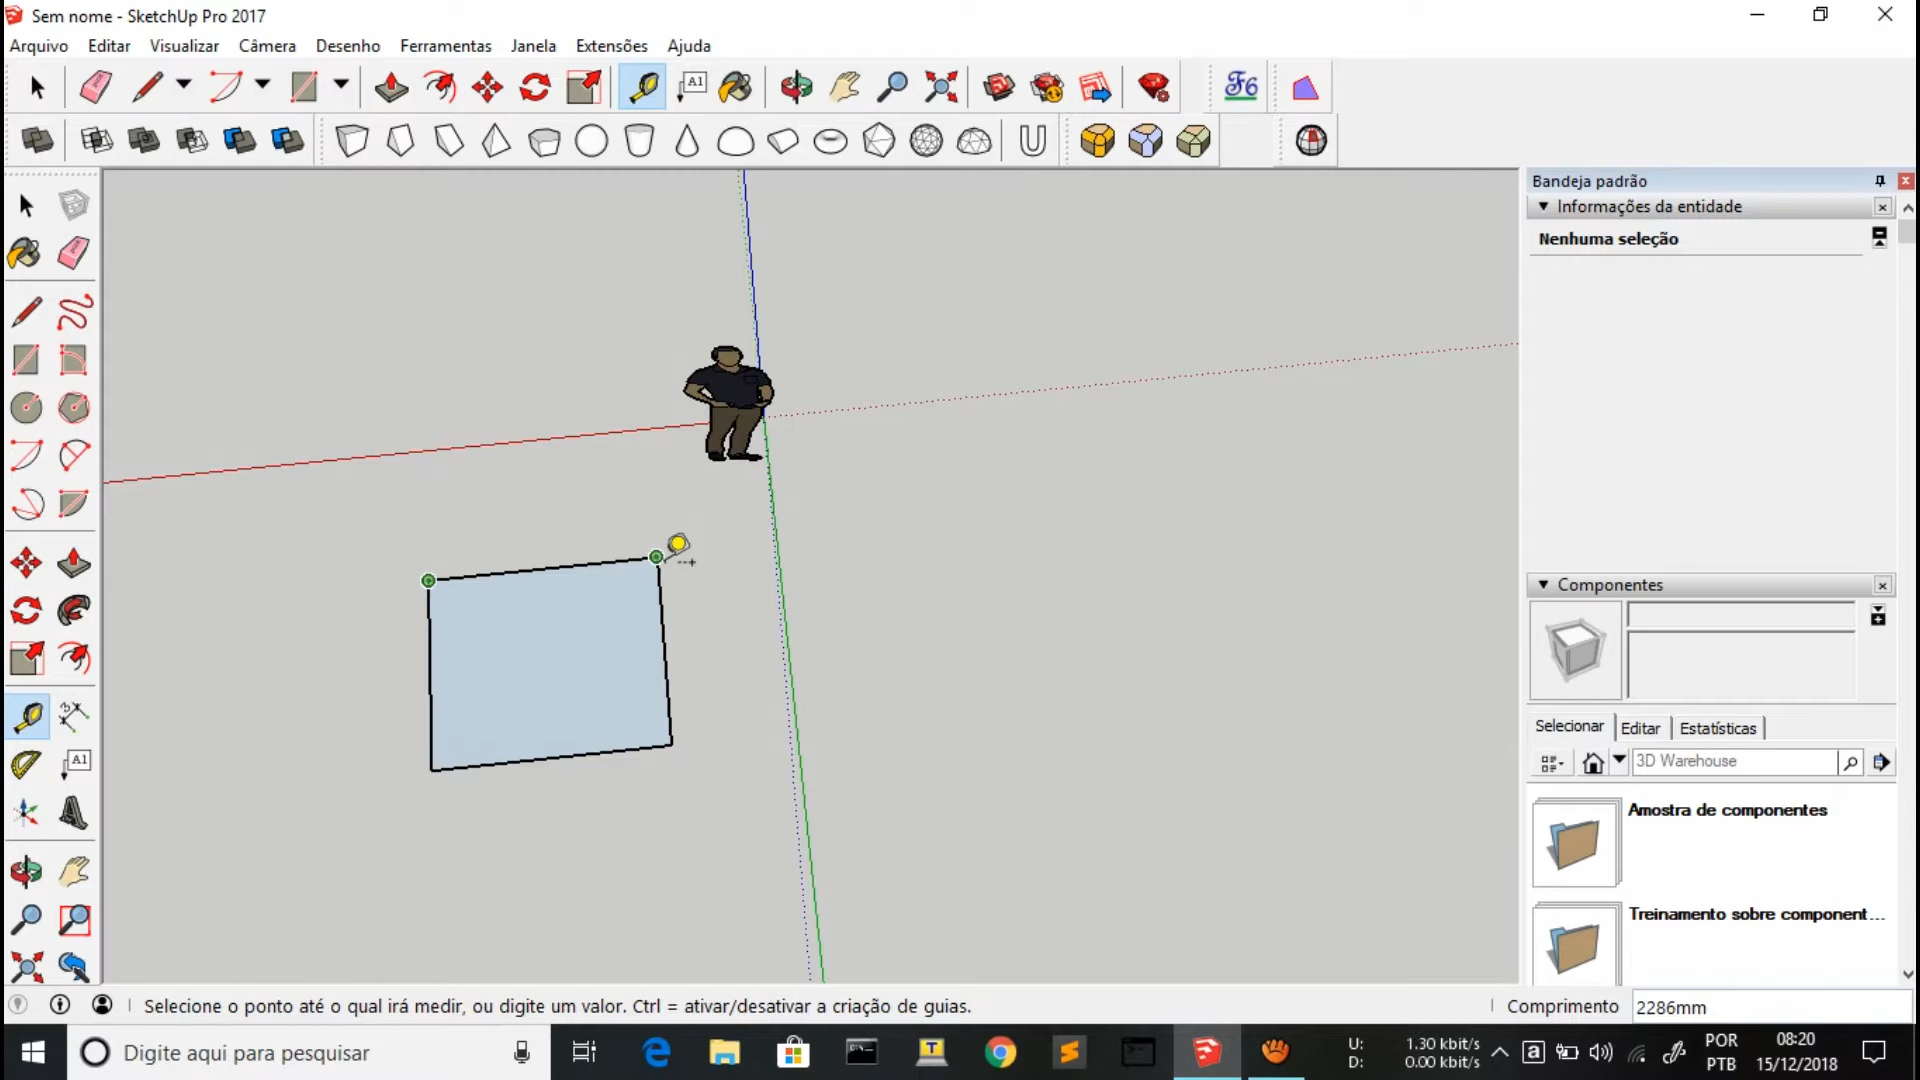 Sem nome - SketchUp Pro 2017
Arquivo Editar Visualizar Câmera Desenho Ferramentas Janela Extensões Ajuda
A1
F6
Bandeja padrão
Informações da entidade
Nenhuma seleção
Componentes
A1
Selecionar Editar Estatísticas
3D Warehouse
Amostra de componentes
Treinamento sobre component...
Selecione o ponto até o qual irá medir, ou digite um valor. Ctrl = ativar/desativar a criação de guias.
Comprimento 2286mm
Digite aqui para pesquisar
U: 1.30 kbit/s
D: 0.00 kbit/s
POR
PTB
08:20
15/12/2018